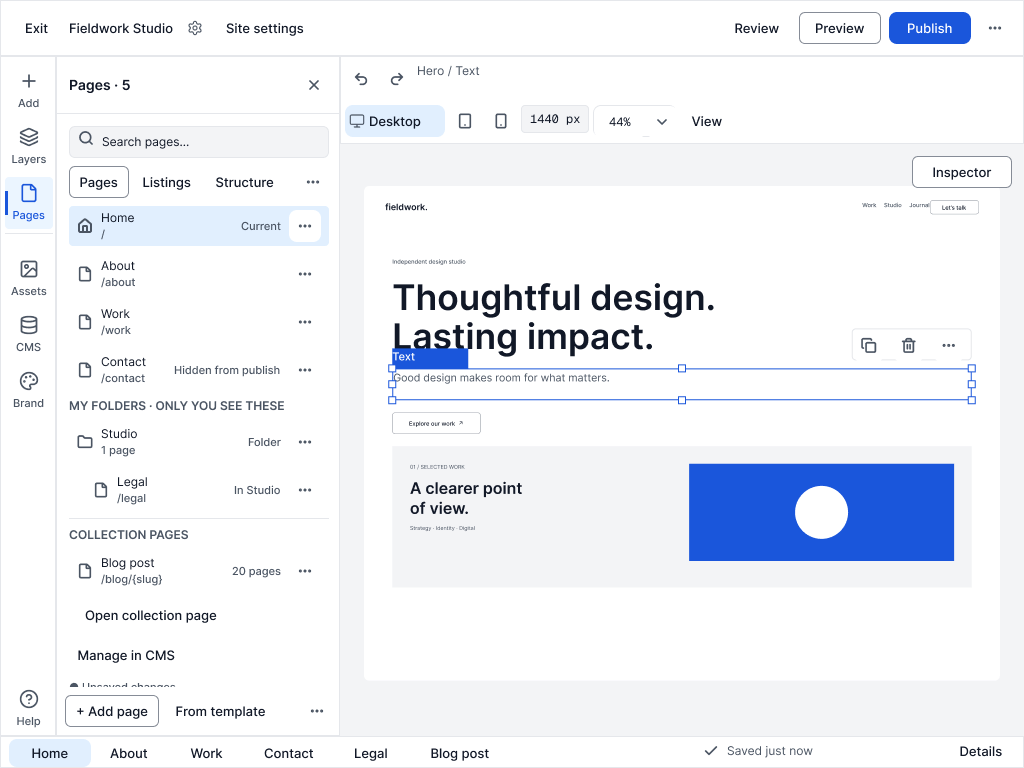 Exit Fieldwork Studio Site settings Review Preview Publish
Add
Layers
Pages
Assets
CMS
Brand
Help
Pages · 5
Search pages...
Pages Listings Structure
Home
/
Current
About
/about
Work
/work
Contact
/contact
Hidden from publish
MY FOLDERS · ONLY YOU SEE THESE
Studio
1 page
Folder
Legal
/legal
In Studio
COLLECTION PAGES
Blog post
/blog/{slug}
20 pages
Open collection page
Manage in CMS
Unsaved changes
+ Add page From template
Hero / Text
Desktop 1440 px 44% View
Inspector
fieldwork. Work Studio Journal Let's talk
Independent design studio
Thoughtful design.
Lasting impact.
Text
Good design makes room for what matters.
Explore our work ↗
01 / SELECTED WORK
A clearer point
of view.
Strategy · Identity · Digital
Home About Work Contact Legal Blog post Saved just now Details